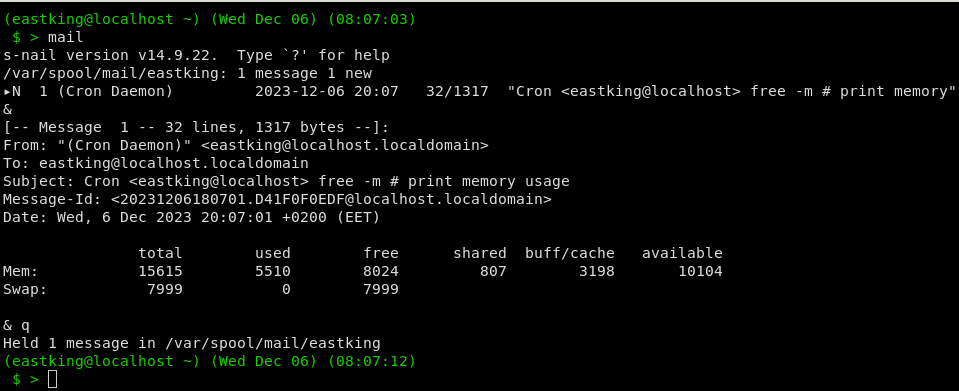 (eastking@localhost ~) (Wed Dec 06) (08:07:03)
 $ > mail
s-nail version v14.9.22.  Type `?' for help
/var/spool/mail/eastking: 1 message 1 new
▸N  1 (Cron Daemon)         2023-12-06 20:07   32/1317  "Cron <eastking@localhost> free -m # print memory"
&
[-- Message  1 -- 32 lines, 1317 bytes --]:
From: "(Cron Daemon)" <eastking@localhost.localdomain>
To: eastking@localhost.localdomain
Subject: Cron <eastking@localhost> free -m # print memory usage
Message-Id: <20231206180701.D41F0F0EDF@localhost.localdomain>
Date: Wed, 6 Dec 2023 20:07:01 +0200 (EET)

               total        used        free      shared  buff/cache   available
Mem:           15615        5510        8024         807        3198       10104
Swap:           7999           0        7999

& q
Held 1 message in /var/spool/mail/eastking
(eastking@localhost ~) (Wed Dec 06) (08:07:12)
 $ >